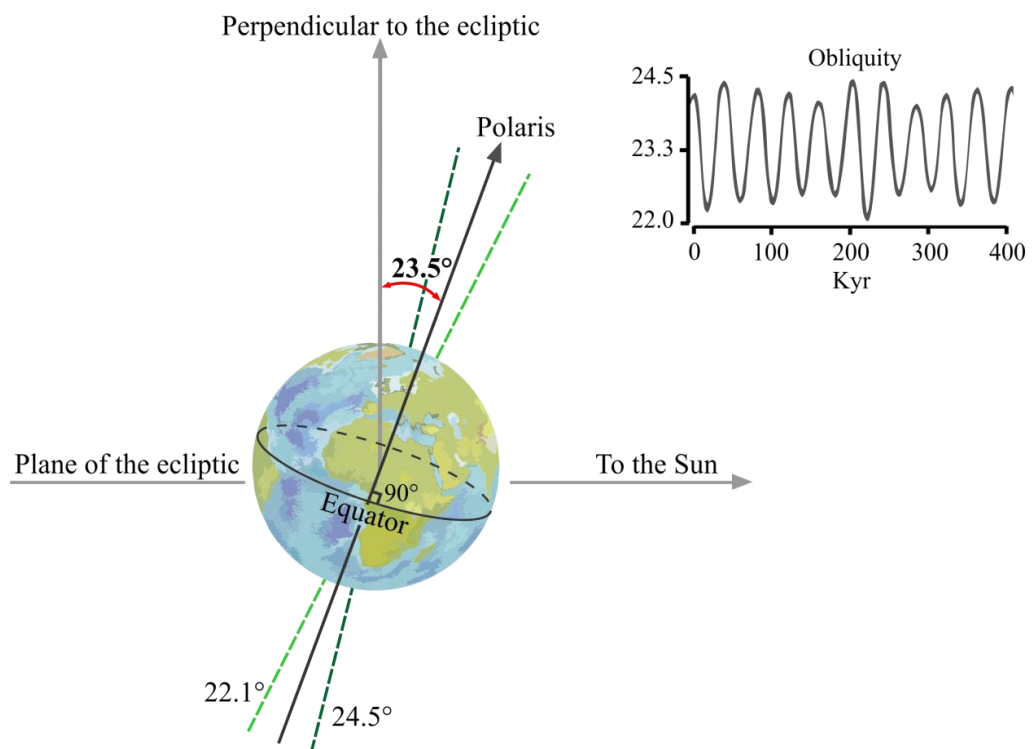 Perpendicular to the ecliptic
Obliquity
24.5
23.3
22.0
0 100 200 300 400
Kyr
Polaris
23.5°
Plane of the ecliptic
To the Sun
90°
Equator
22.1°
24.5°